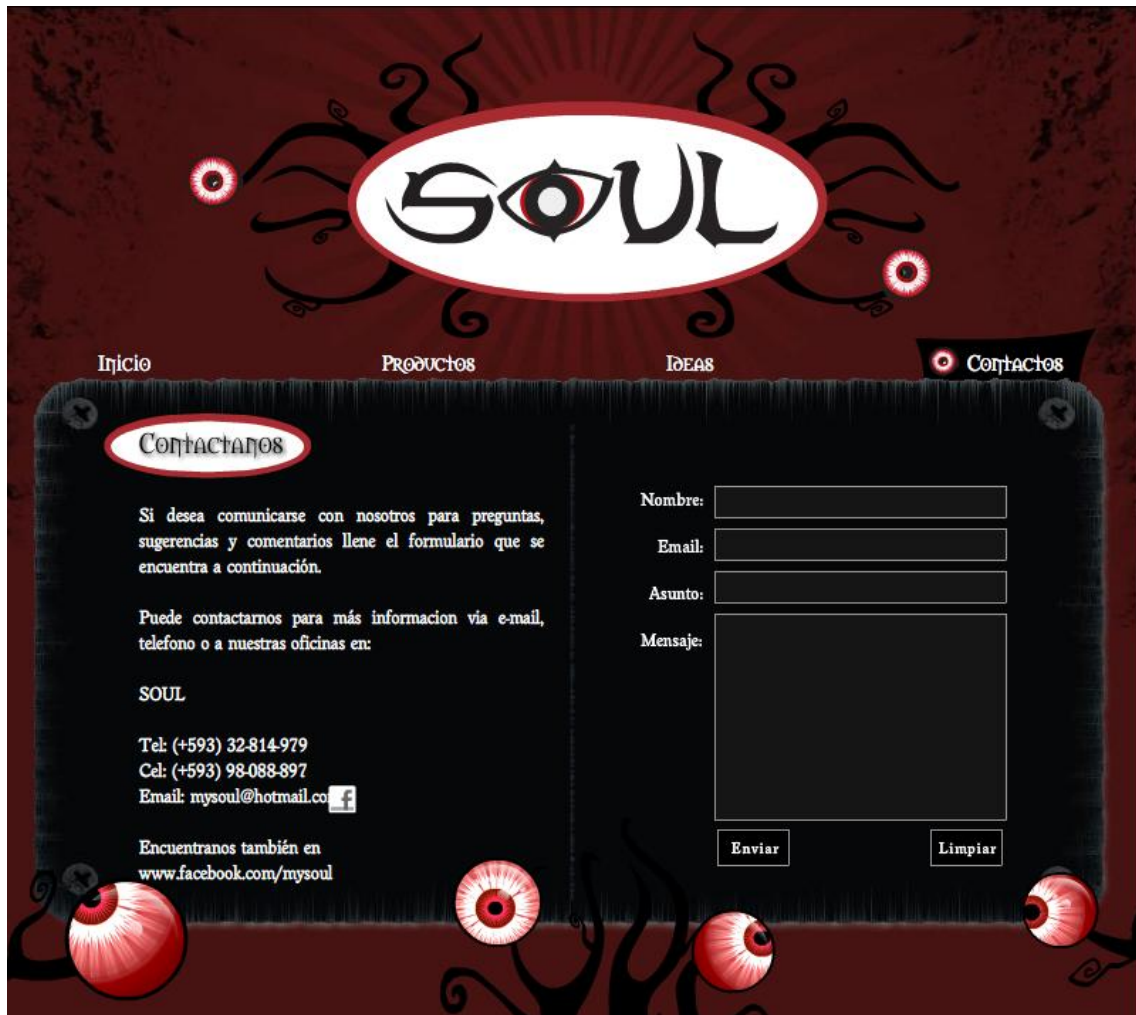 SOUL
Inicio
Productos
Ideas
Contactos
Contactanos
Si desea comunicarse con nosotros para preguntas,
sugerencias y comentarios llene el formulario que se
encuentra a continuación.
Puede contactarnos para más informacion via e-mail,
telefono o a nuestras oficinas en:
SOUL
Tel: (+593) 32-814-979
Cel: (+593) 98-088-897
Email: mysoul@hotmail.co
f
Encuentranos también en
www.facebook.com/mysoul
Nombre:
Email:
Asunto:
Mensaje:
Enviar
Limpiar